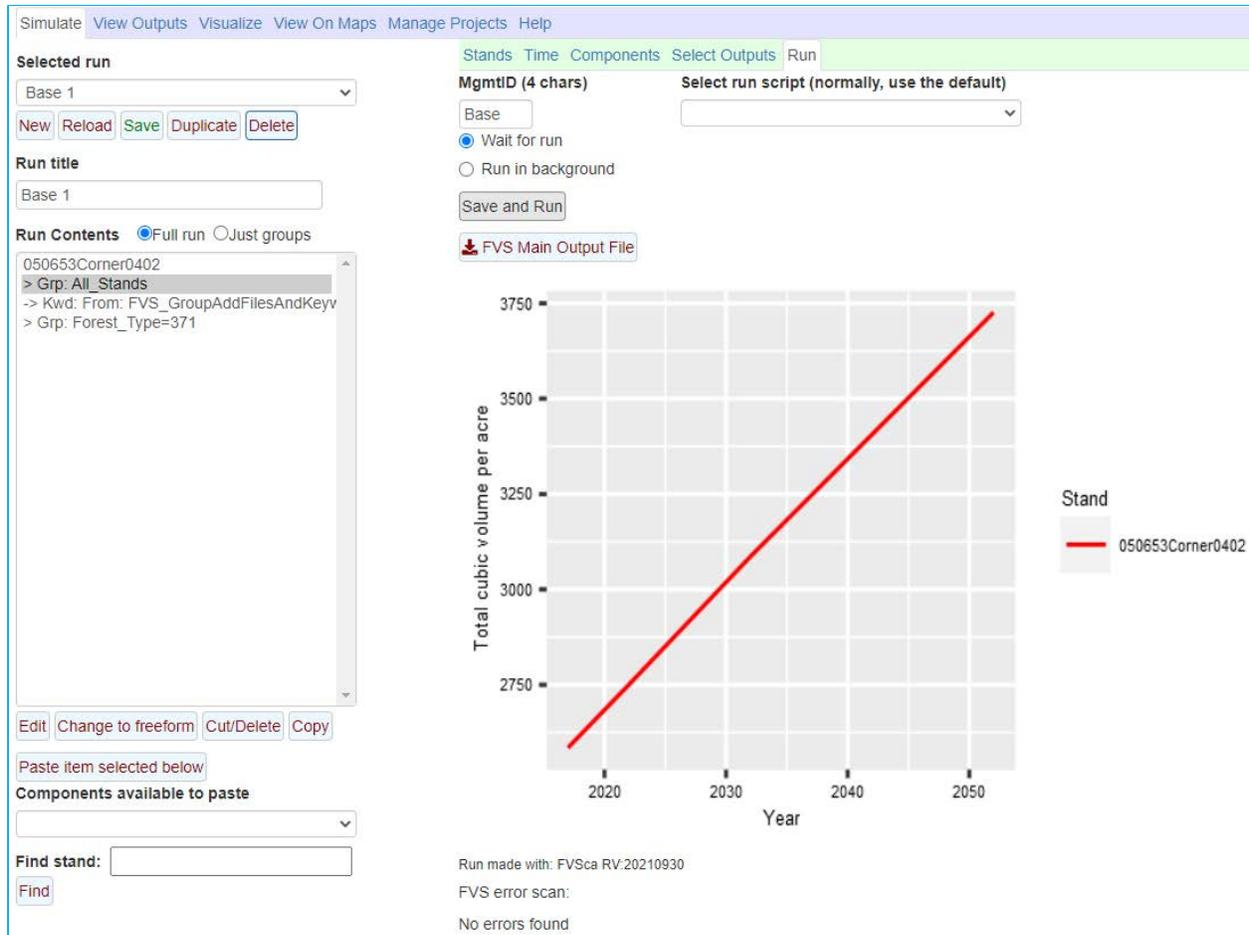 Simulate View Outputs Visualize View On Maps Manage Projects Help
Selected run
Base 1
New Reload Save Duplicate Delete
Run title
Base 1
Run Contents Full run Just groups
050653Corner0402
> Grp: All_Stands
-> Kwd: From: FVS_GroupAddFilesAndKeyw
> Grp: Forest_Type=371
Edit Change to freeform Cut/Delete Copy
Paste item selected below
Components available to paste
Find stand:
Find
Stands Time Components Select Outputs Run
MgmtID (4 chars) Select run script (normally, use the default)
Base
Wait for run
Run in background
Save and Run
FVS Main Output File
Total cubic volume per acre
3750
3500
3250
3000
2750
2020 2030 2040 2050
Year
Stand
050653Corner0402
Run made with: FVSca RV:20210930
FVS error scan:
No errors found